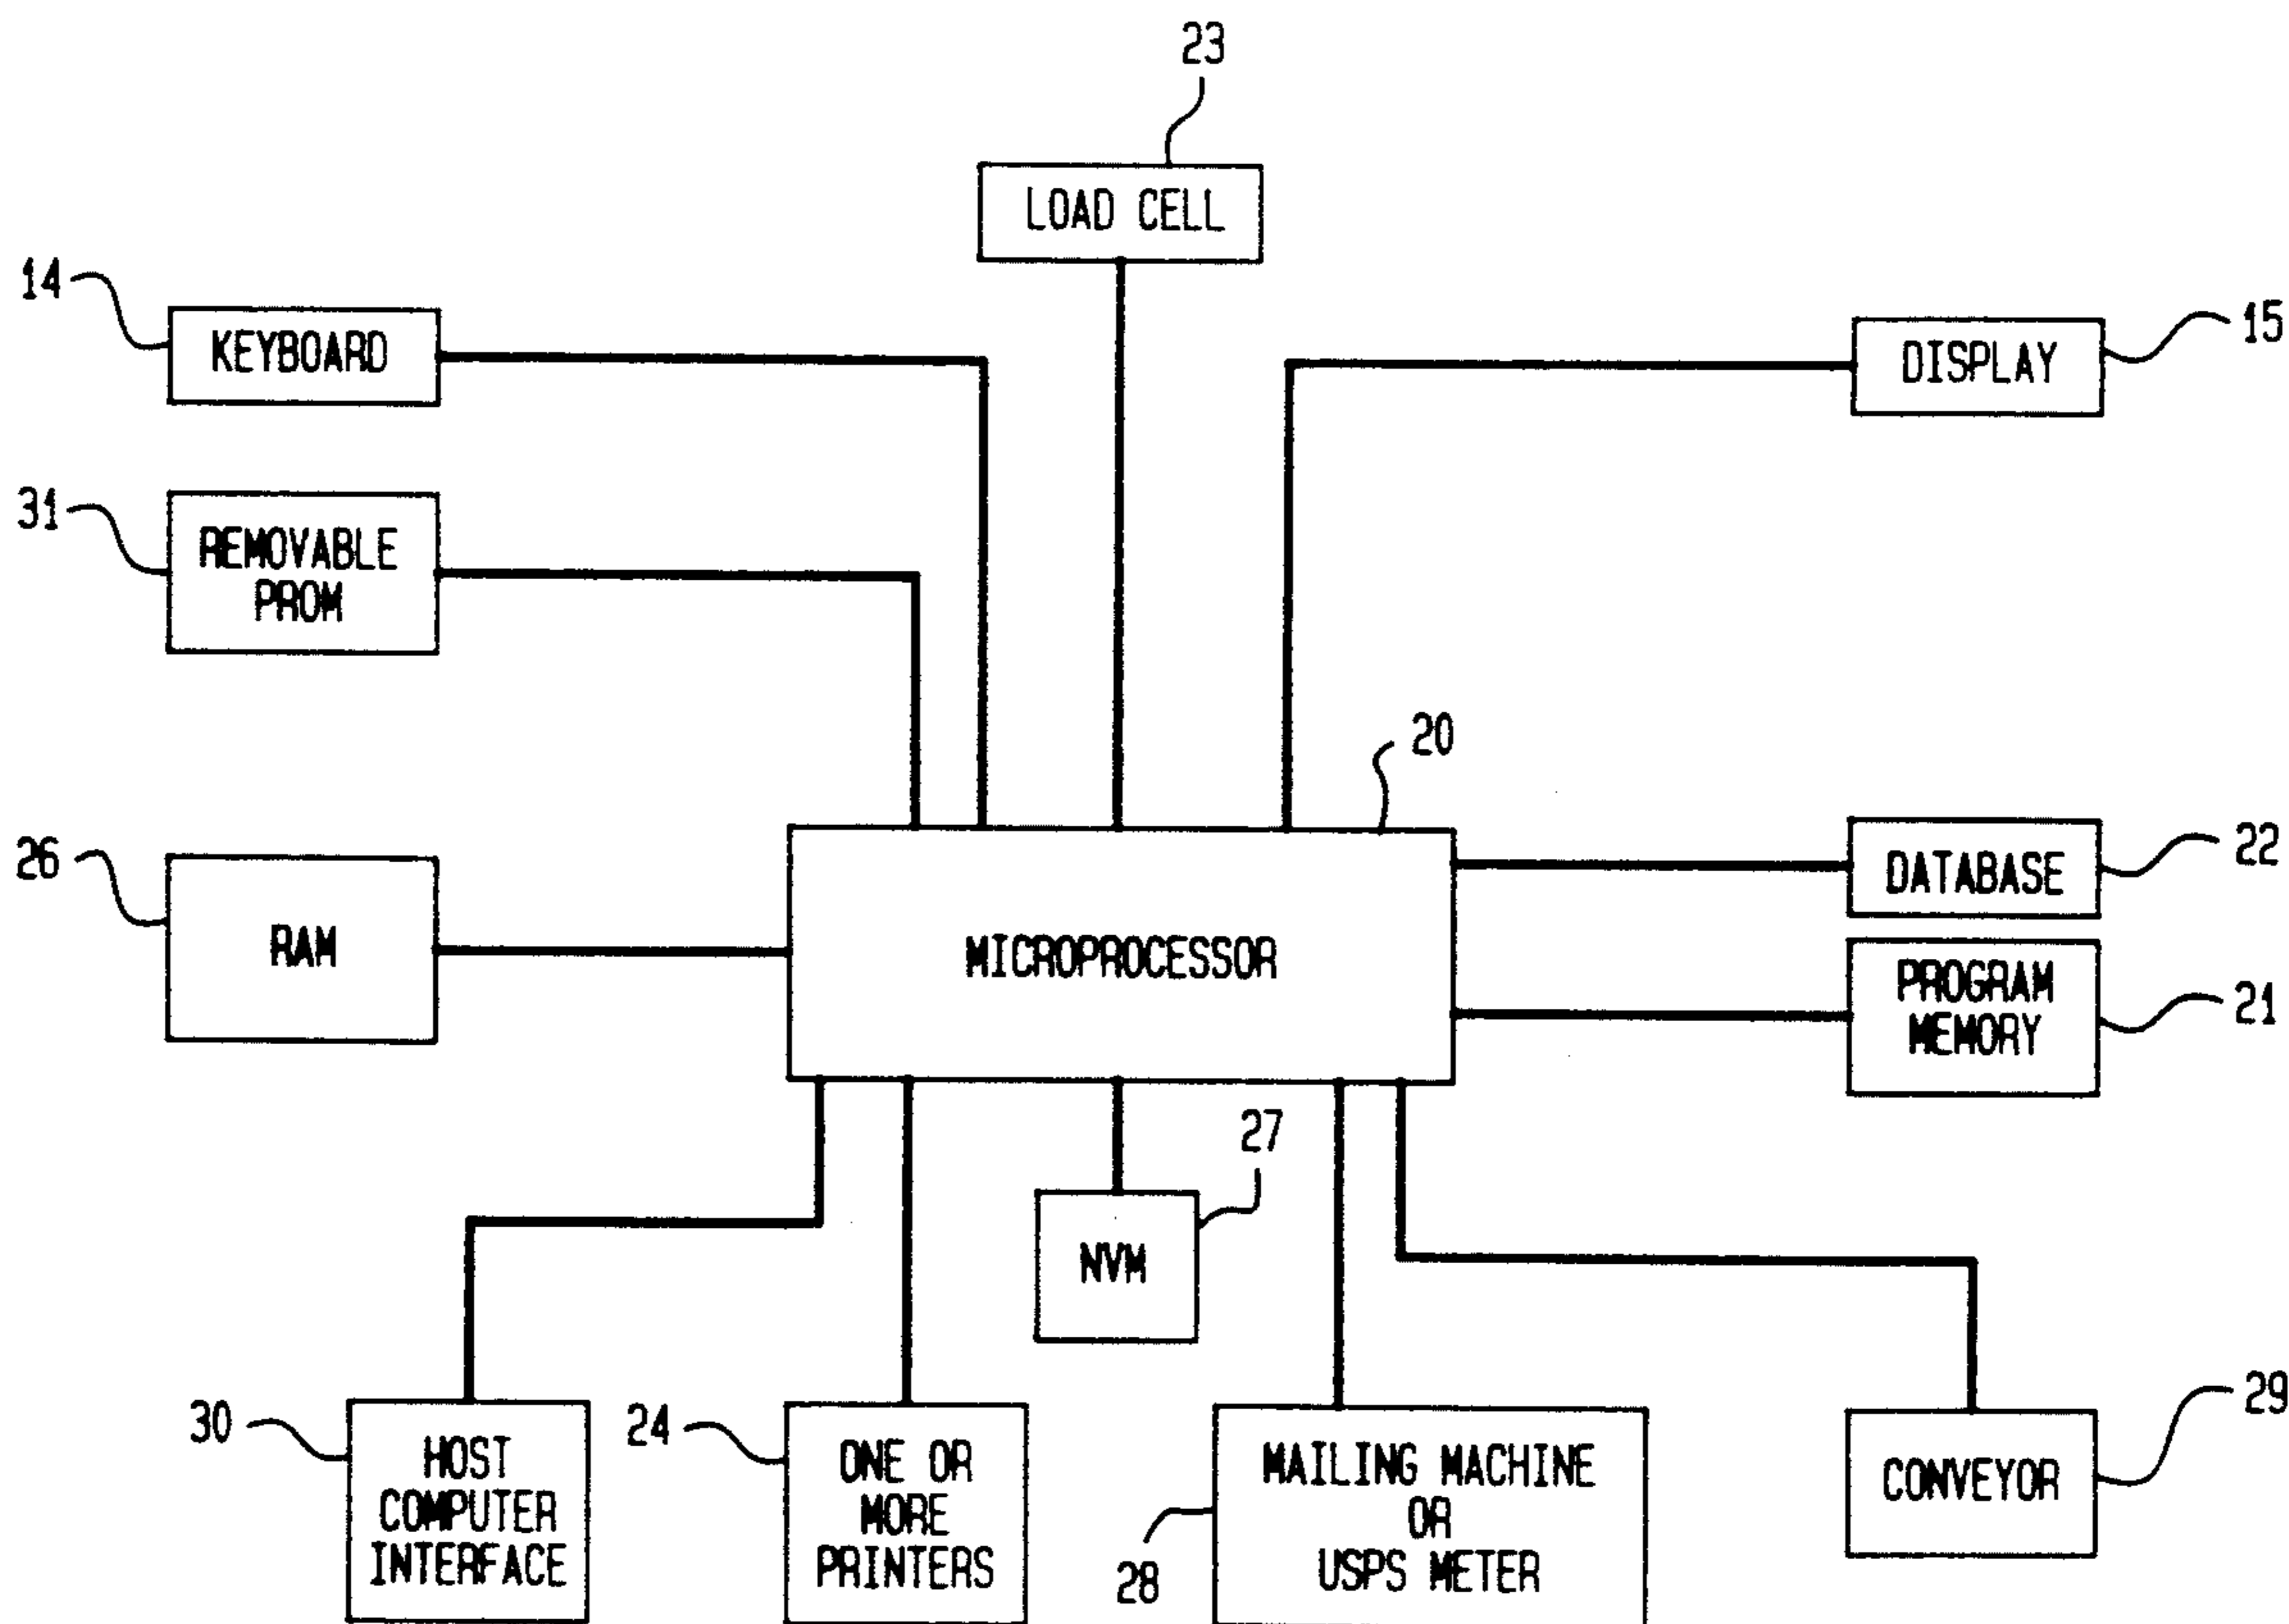 23
LOAD CELL
14
KEYBOARD
DISPLAY
15
31
REMOVABLE
PROM
20
26
RAM
MICROPROCESSOR
DATABASE
22
PROGRAM
MEMORY
21
27
NVM
30
HOST
COMPUTER
INTERFACE
24
ONE OR
MORE
PRINTERS
28
MAILING MACHINE
OR
USPS METER
CONVEYOR
29